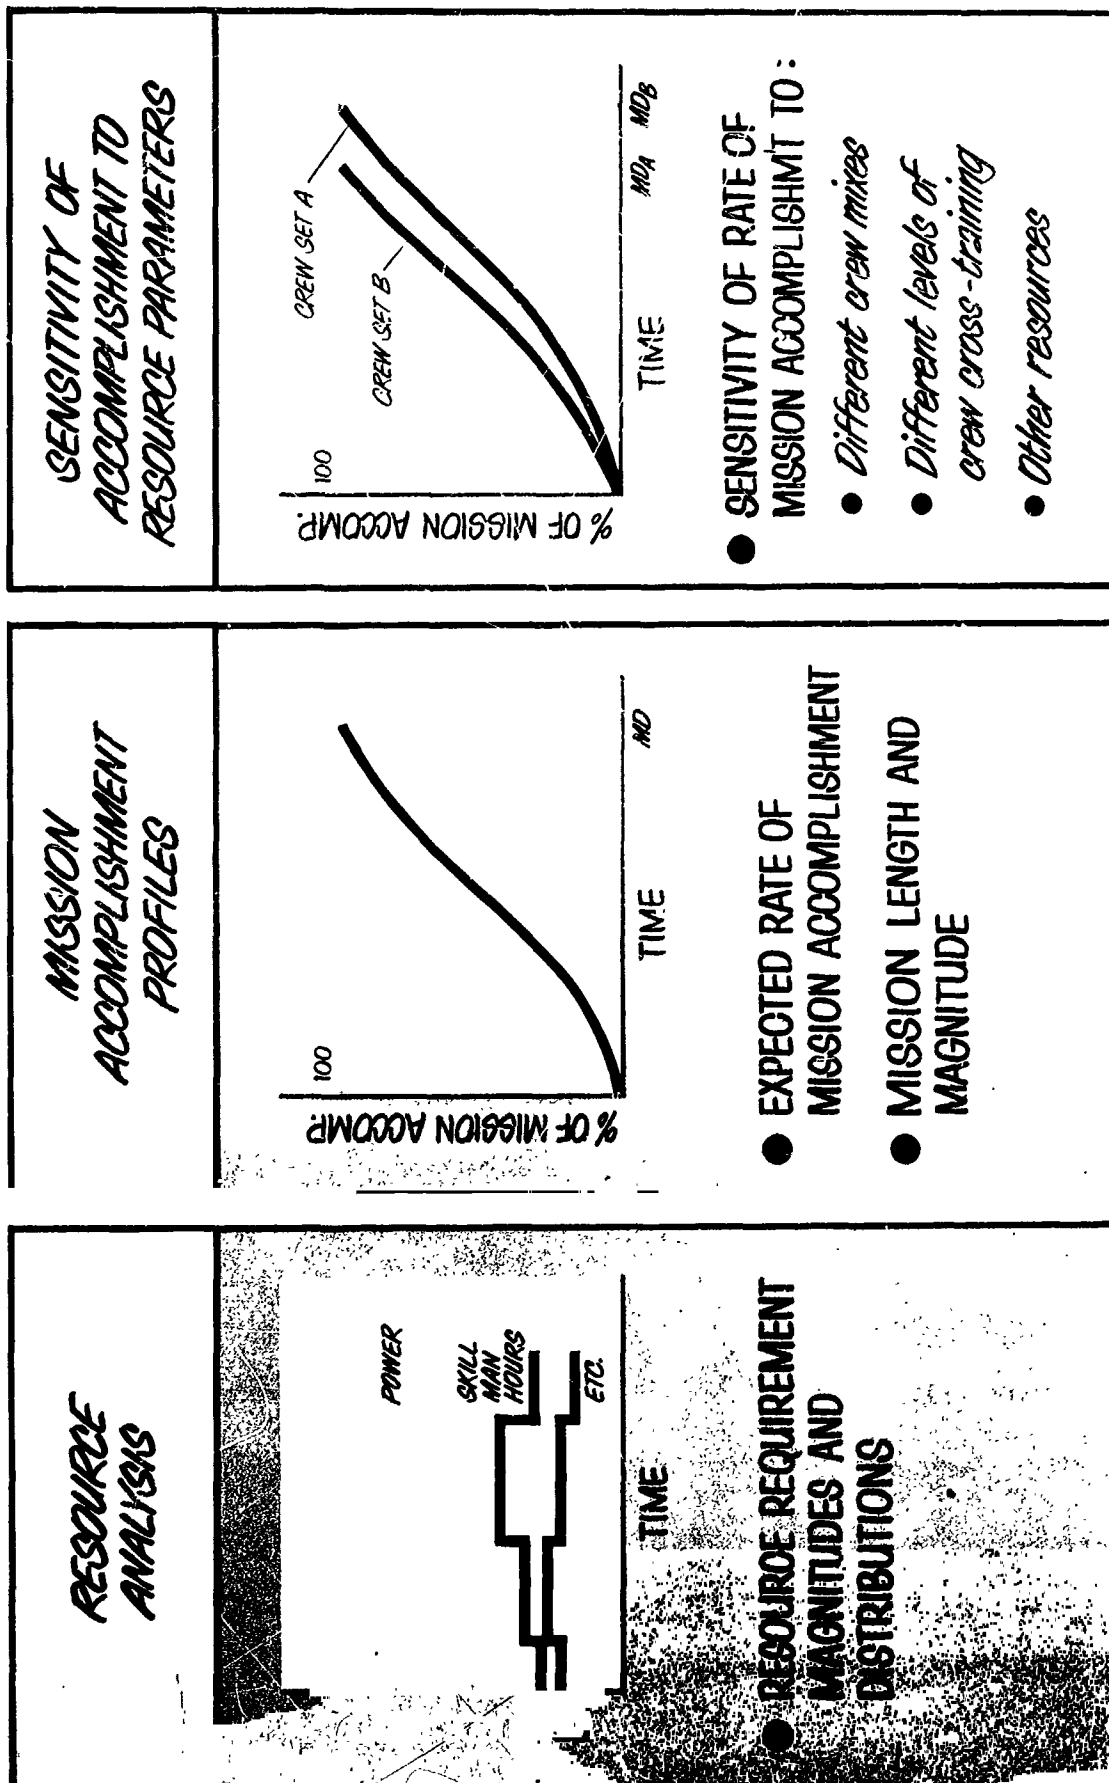 RESOURCE
ANALYSIS
POWER
SKILL
MAN
HOURS
ETC.
TIME
● RESOURCE REQUIREMENT
MAGNITUDES AND
DISTRIBUTIONS
MISSION
ACCOMPLISHMENT
PROFILES
% OF MISSION ACCOMP.
100
TIME
MD
● EXPECTED RATE OF
MISSION ACCOMPLISHMENT
● MISSION LENGTH AND
MAGNITUDE
SENSITIVITY OF
ACCOMPLISHMENT TO
RESOURCE PARAMETERS
% OF MISSION ACCOMP.
100
CREW SET A
CREW SET B
TIME
MDA MDB
● SENSITIVITY OF RATE OF
MISSION ACCOMPLISHM'T TO:
● Different crew mixes
● Different levels of
crew cross-training
● Other resources